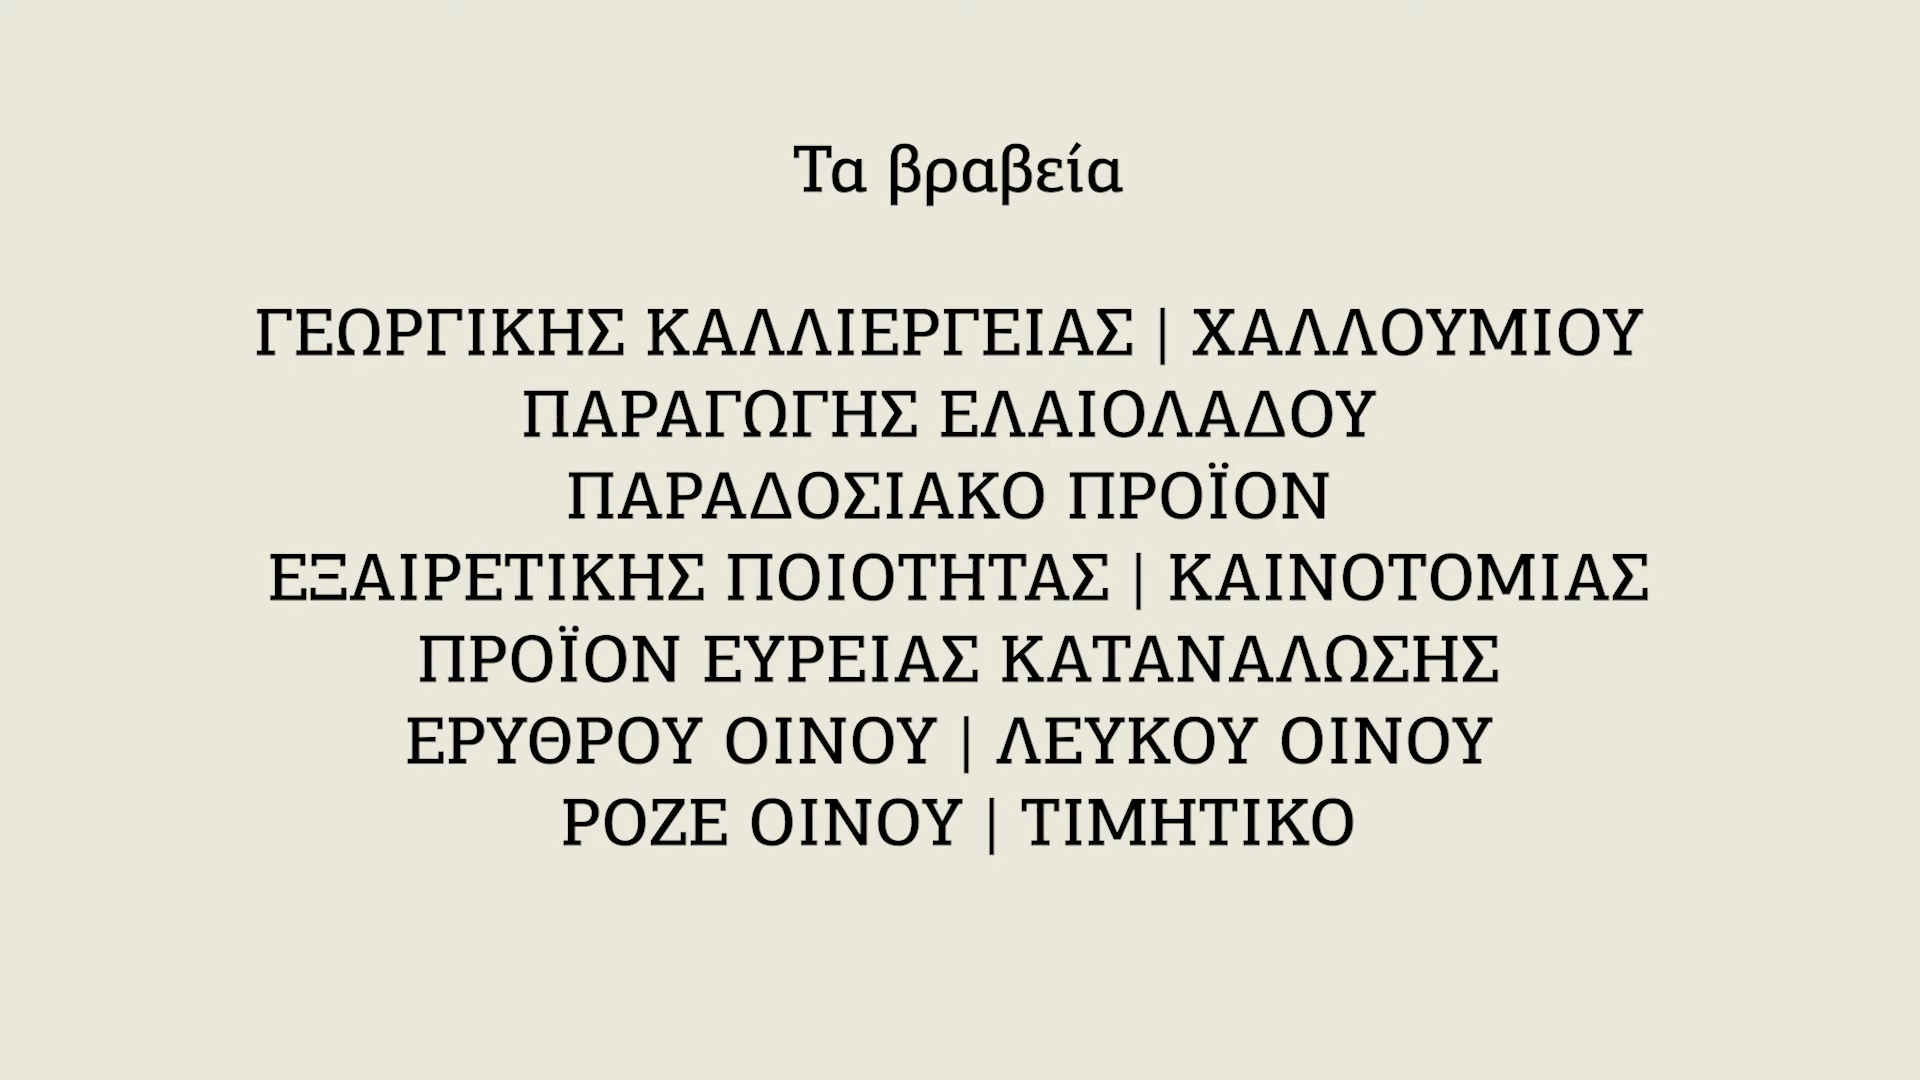 Τα βραβεία
ΓΕΩΡΓΙΚΗΣ ΚΑΛΛΙΕΡΓΕΙΑΣ | ΧΑΛΛΟΥΜΙΟΥ
ΠΑΡΑΓΩΓΗΣ ΕΛΑΙΟΛΑΔΟΥ
ΠΑΡΑΔΟΣΙΑΚΟ ΠΡΟΪΟΝ
ΕΞΑΙΡΕΤΙΚΗΣ ΠΟΙΟΤΗΤΑΣ | ΚΑΙΝΟΤΟΜΙΑΣ
ΠΡΟΪΟΝ ΕΥΡΕΙΑΣ ΚΑΤΑΝΑΛΩΣΗΣ
ΕΡΥΘΡΟΥ ΟΙΝΟΥ | ΛΕΥΚΟΥ ΟΙΝΟΥ
ΡΟΖΕ ΟΙΝΟΥ | ΤΙΜΗΤΙΚΟ